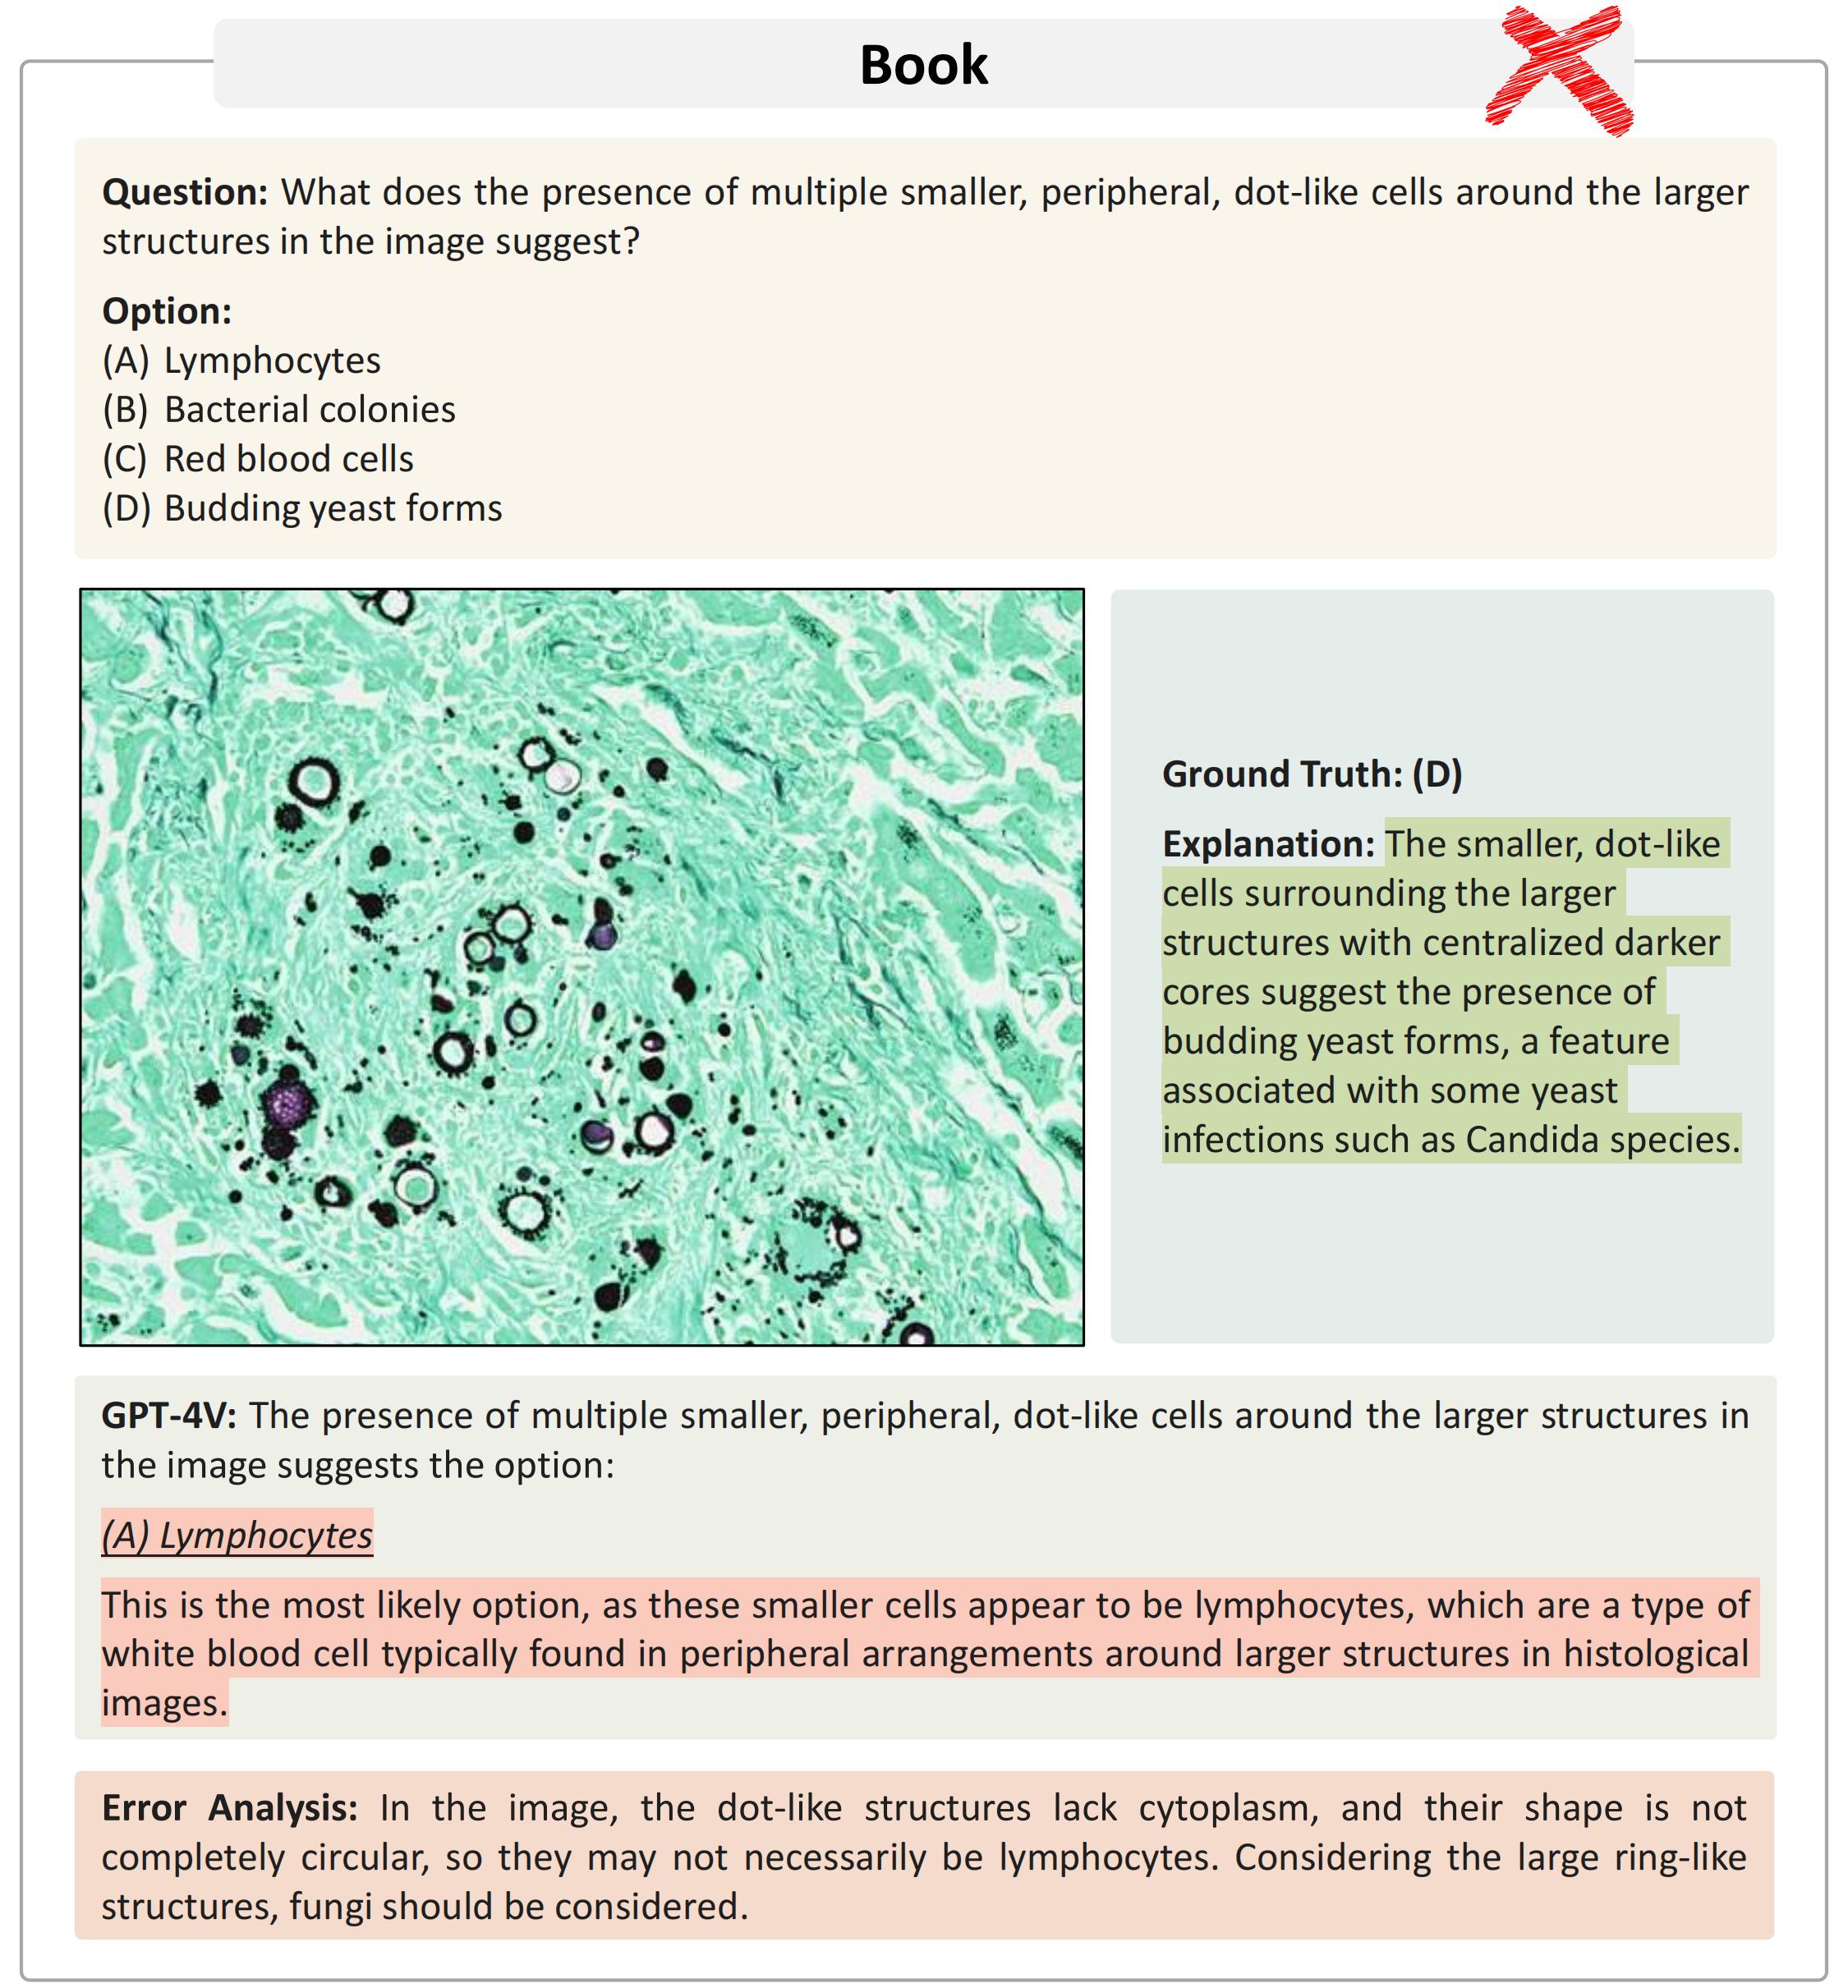 Book
Question: What does the presence of multiple smaller, peripheral, dot-like cells around the larger
structures in the image suggest?
Option:
(A) Lymphocytes
(B) Bacterial colonies
(C) Red blood cells
(D) Budding yeast forms
Ground Truth: (D)
Explanation: The smaller, dot-like
cells surrounding the larger
structures with centralized darker
cores suggest the presence of
budding yeast forms, a feature
associated with some yeast
infections such as Candida species.
GPT-4V: The presence of multiple smaller, peripheral, dot-like cells around the larger structures in
the image suggests the option:
(A) Lymphocytes
This is the most likely option, as these smaller cells appear to be lymphocytes, which are a type of
white blood cell typically found in peripheral arrangements around larger structures in histological
images.
Error Analysis: In the image, the dot-like structures lack cytoplasm, and their shape is not
completely circular, so they may not necessarily be lymphocytes. Considering the large ring-like
structures, fungi should be considered.